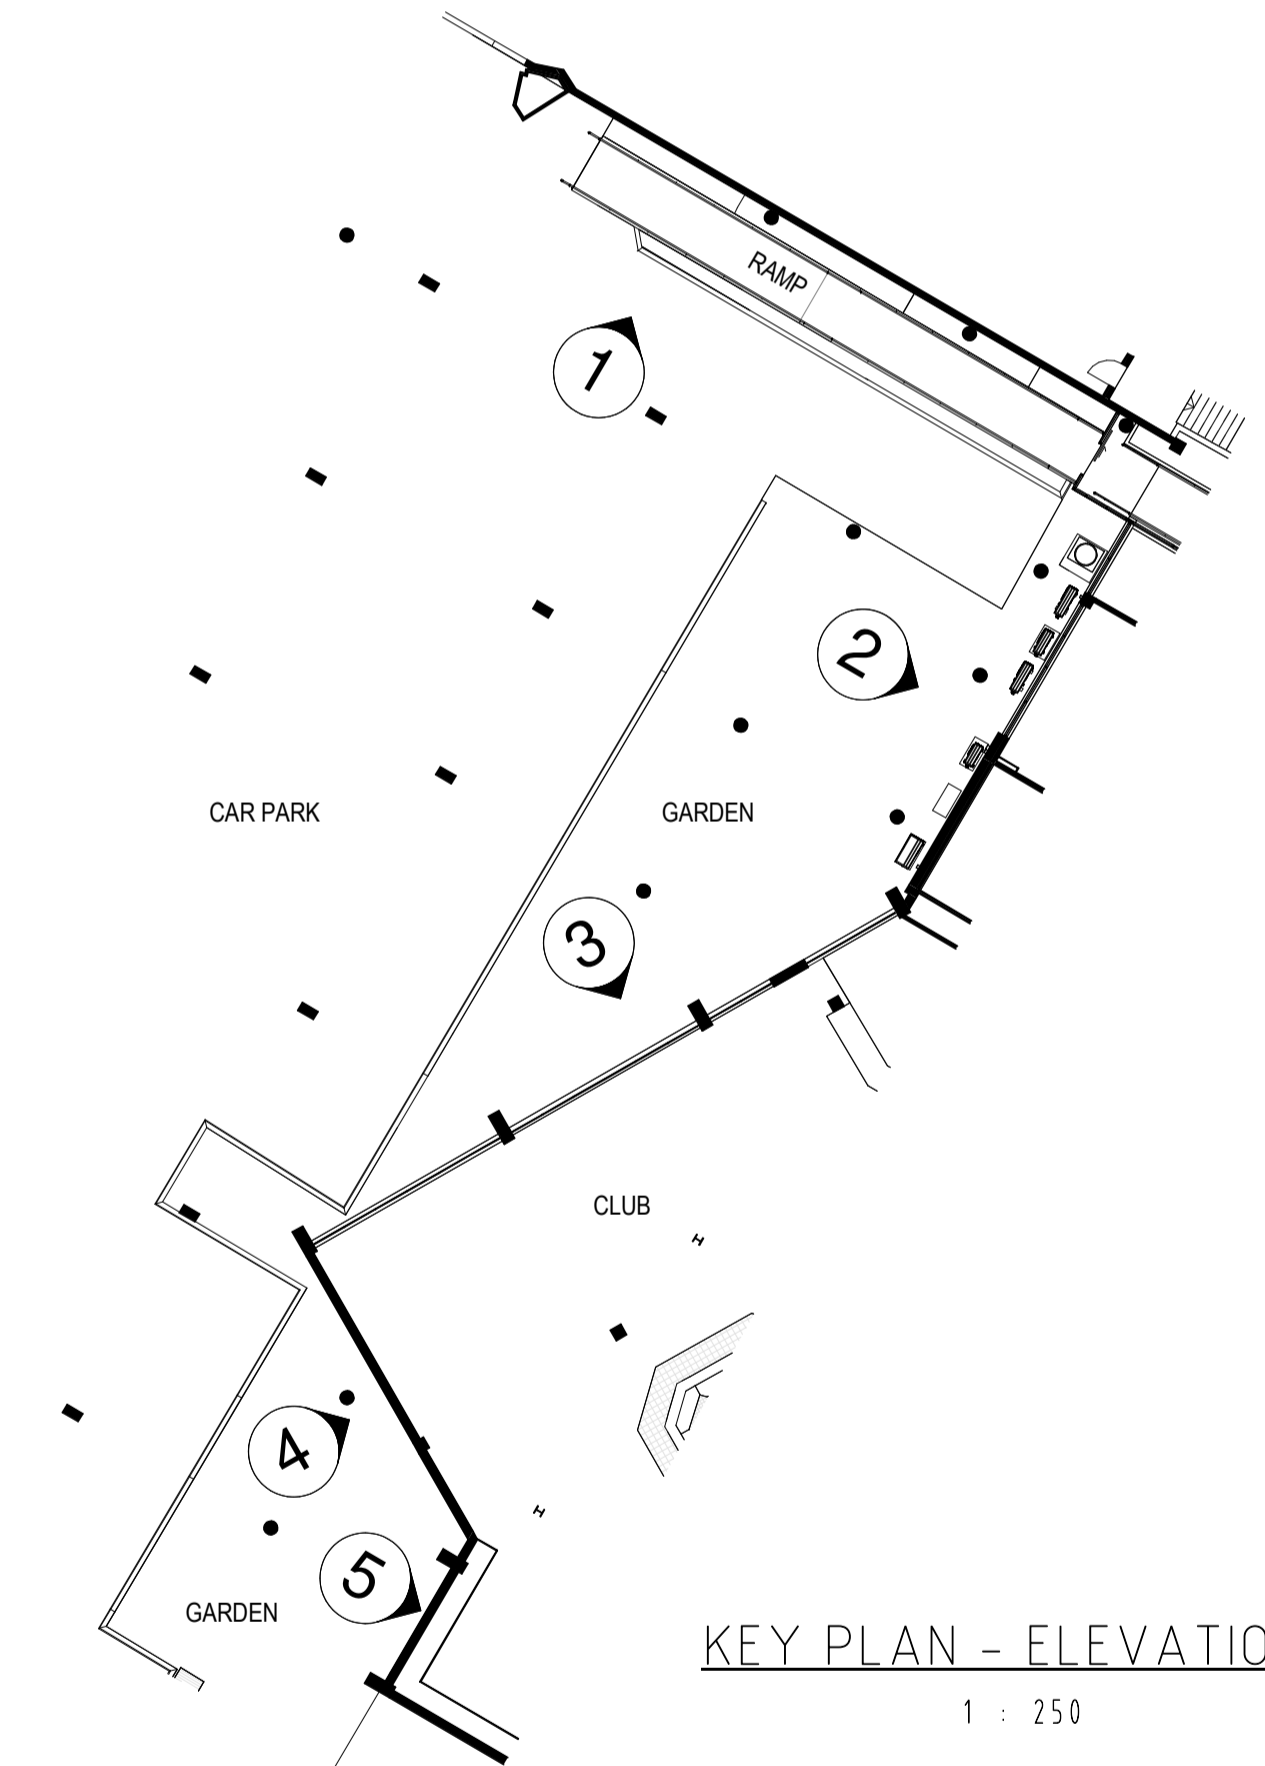 RAMP
1
2
CAR PARK
GARDEN
3
CLUB
4
5
GARDEN
KEY PLAN - ELEVATIO
1 : 250